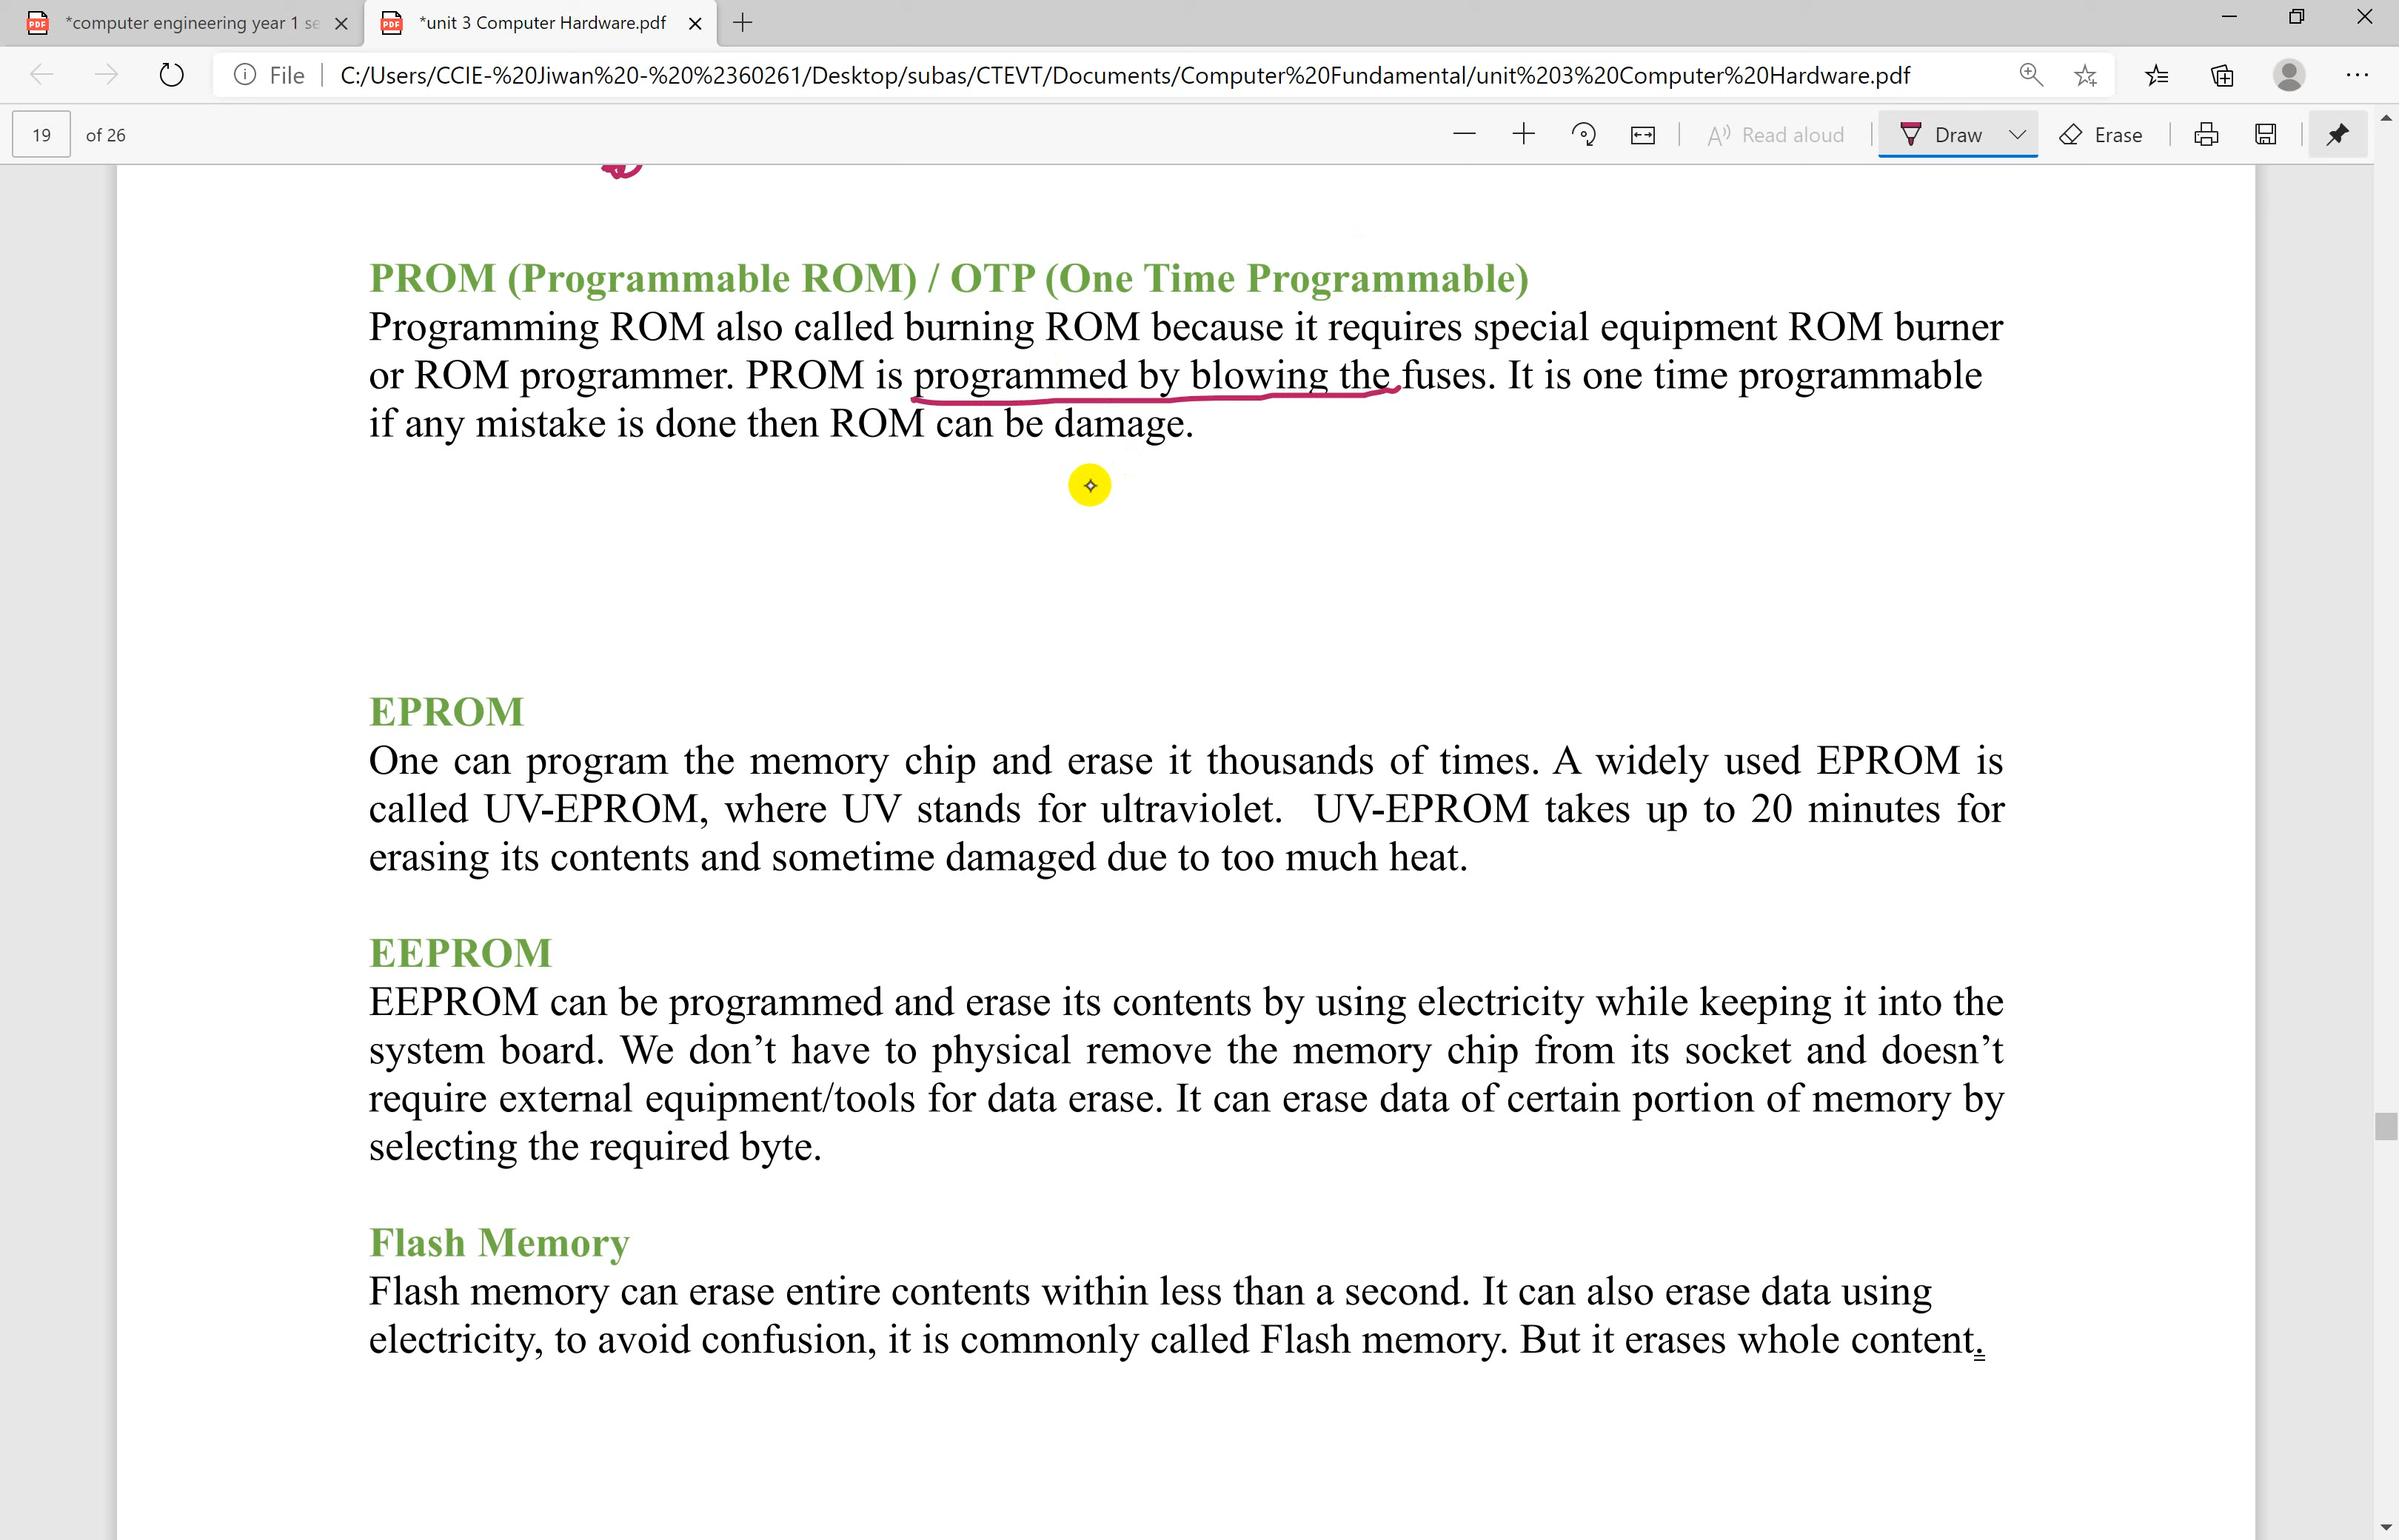 *computer engineering year 1 se
*unit 3 Computer Hardware.pdf
File
C:/Users/CCIE-%20Jiwan%20-%20%2360261/Desktop/subas/CTEVT/Documents/Computer%20Fundamental/unit%203%20Computer%20Hardware.pdf
19 of 26
Read aloud
Draw
Erase
PROM (Programmable ROM) / OTP (One Time Programmable)
Programming ROM also called burning ROM because it requires special equipment ROM burner
or ROM programmer. PROM is programmed by blowing the fuses. It is one time programmable
if any mistake is done then ROM can be damage.
EPROM
One can program the memory chip and erase it thousands of times. A widely used EPROM is
called UV-EPROM, where UV stands for ultraviolet. UV-EPROM takes up to 20 minutes for
erasing its contents and sometime damaged due to too much heat.
EEPROM
EEPROM can be programmed and erase its contents by using electricity while keeping it into the
system board. We don’t have to physical remove the memory chip from its socket and doesn’t
require external equipment/tools for data erase. It can erase data of certain portion of memory by
selecting the required byte.
Flash Memory
Flash memory can erase entire contents within less than a second. It can also erase data using
electricity, to avoid confusion, it is commonly called Flash memory. But it erases whole content.